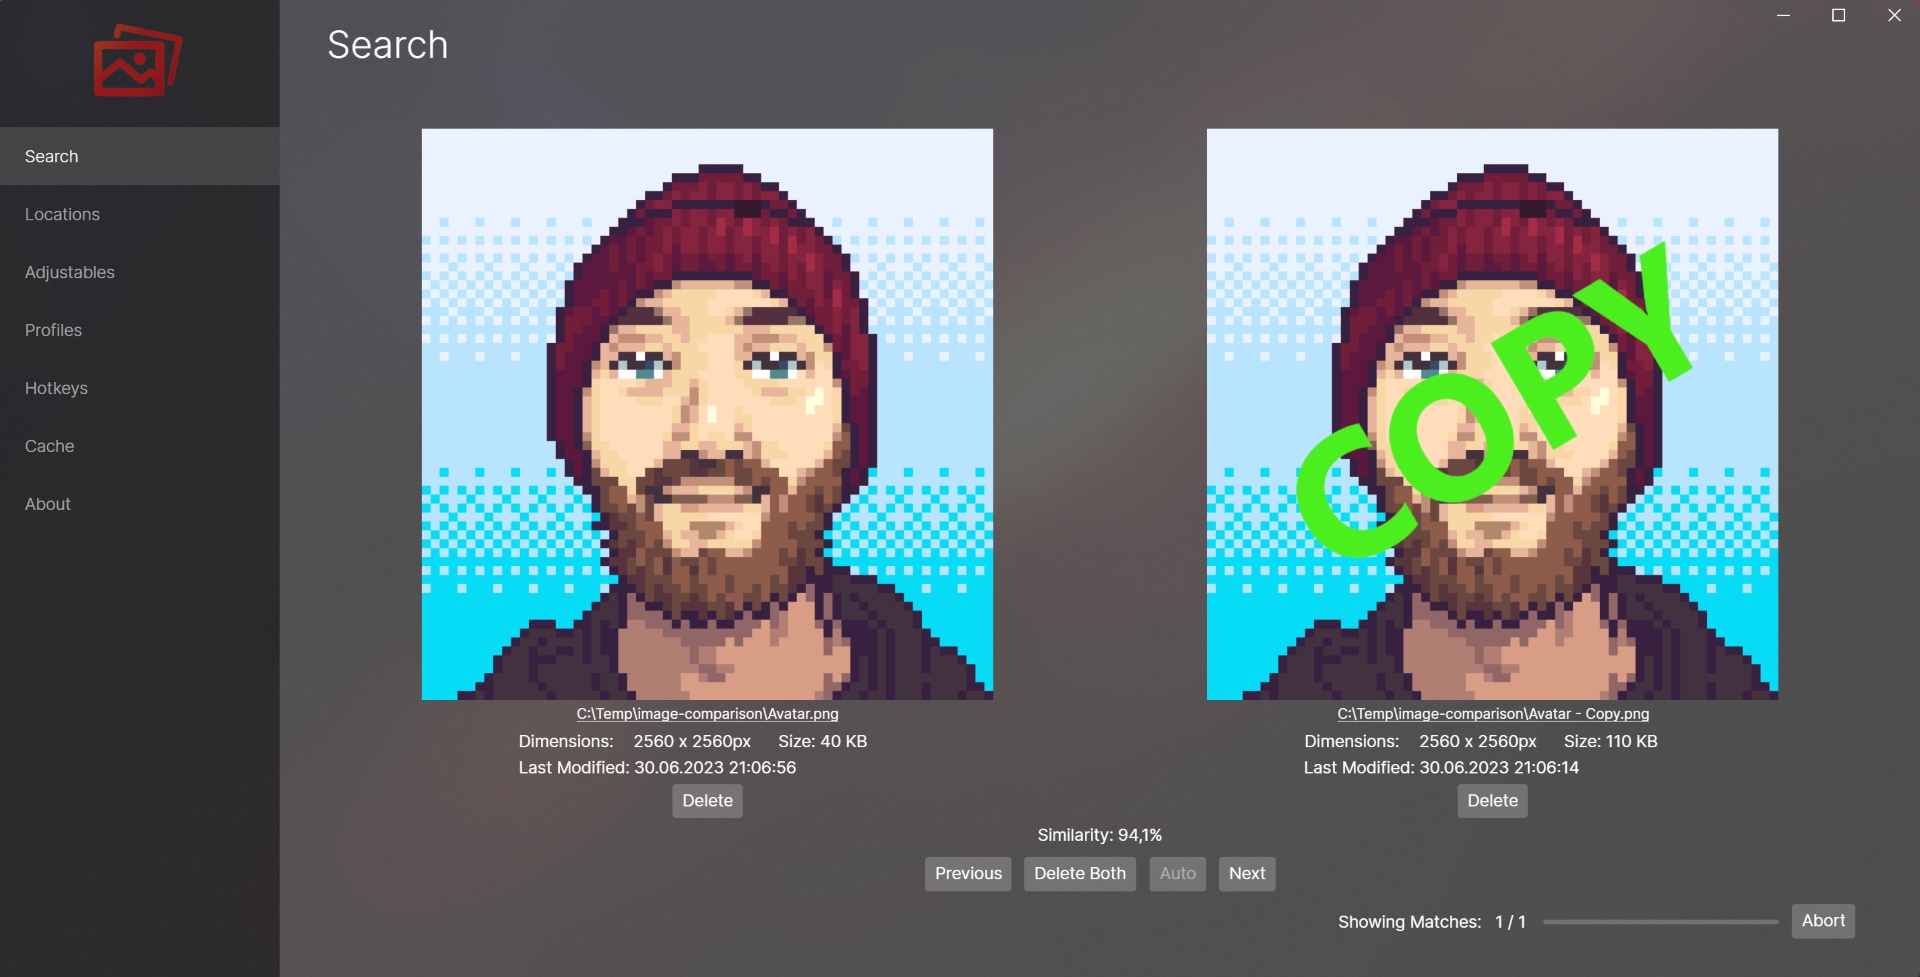 Search
Search
Locations
Adjustables
Profiles
Hotkeys
Cache
About
COPY
C:\Temp\image-comparison\Avatar.png
Dimensions: 2560 x 2560px Size: 40 KB
Last Modified: 30.06.2023 21:06:56
Delete
C:\Temp\image-comparison\Avatar - Copy.png
Dimensions: 2560 x 2560px Size: 110 KB
Last Modified: 30.06.2023 21:06:14
Delete
Similarity: 94,1%
Previous Delete Both Auto Next
Showing Matches: 1 / 1 Abort